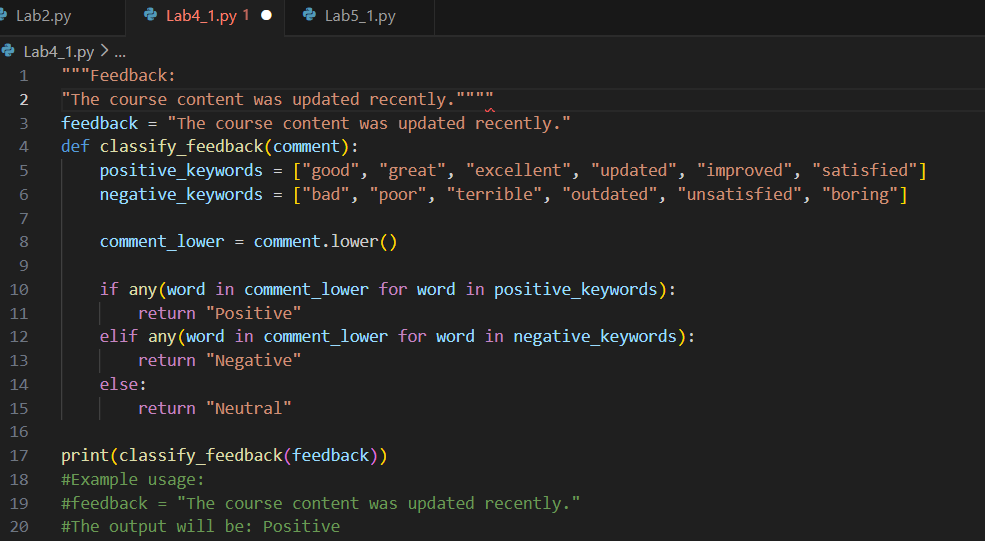 Lab2.py
Lab4_1.py 1
Lab5_1.py
Lab4_1.py > ...
1 """Feedback:
2 "The course content was updated recently.""""
3 feedback = "The course content was updated recently."
4 def classify_feedback(comment):
5     positive_keywords = ["good", "great", "excellent", "updated", "improved", "satisfied"]
6     negative_keywords = ["bad", "poor", "terrible", "outdated", "unsatisfied", "boring"]
7
8     comment_lower = comment.lower()
9
10     if any(word in comment_lower for word in positive_keywords):
11         return "Positive"
12     elif any(word in comment_lower for word in negative_keywords):
13         return "Negative"
14     else:
15         return "Neutral"
16
17 print(classify_feedback(feedback))
18 #Example usage:
19 #feedback = "The course content was updated recently."
20 #The output will be: Positive